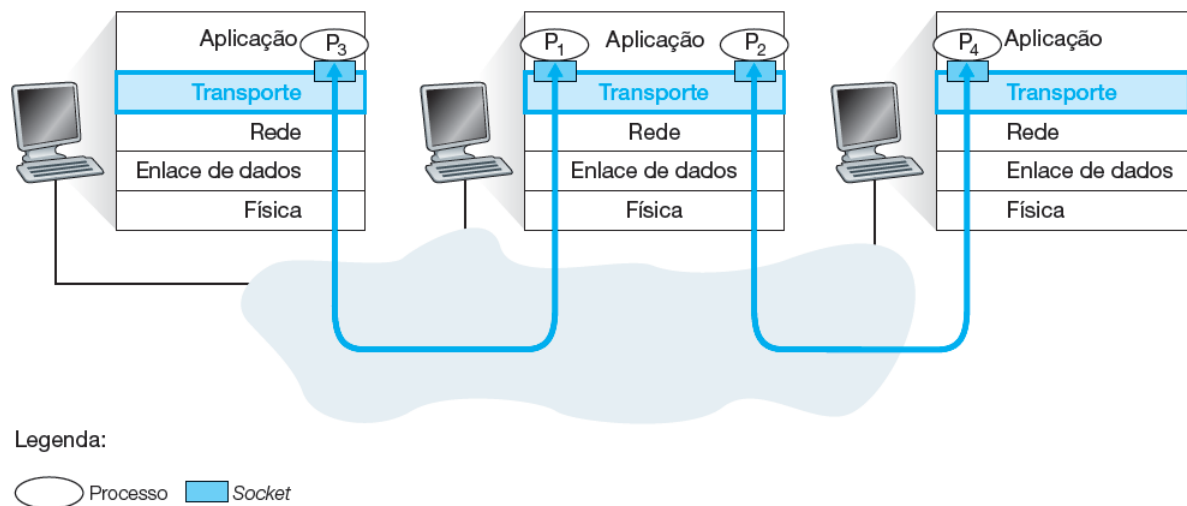 Aplicação P3
Transporte
Rede
Enlace de dados
Física
P1 Aplicação P2
Transporte
Rede
Enlace de dados
Física
P4 Aplicação
Transporte
Rede
Enlace de dados
Física
Legenda:
Processo Socket